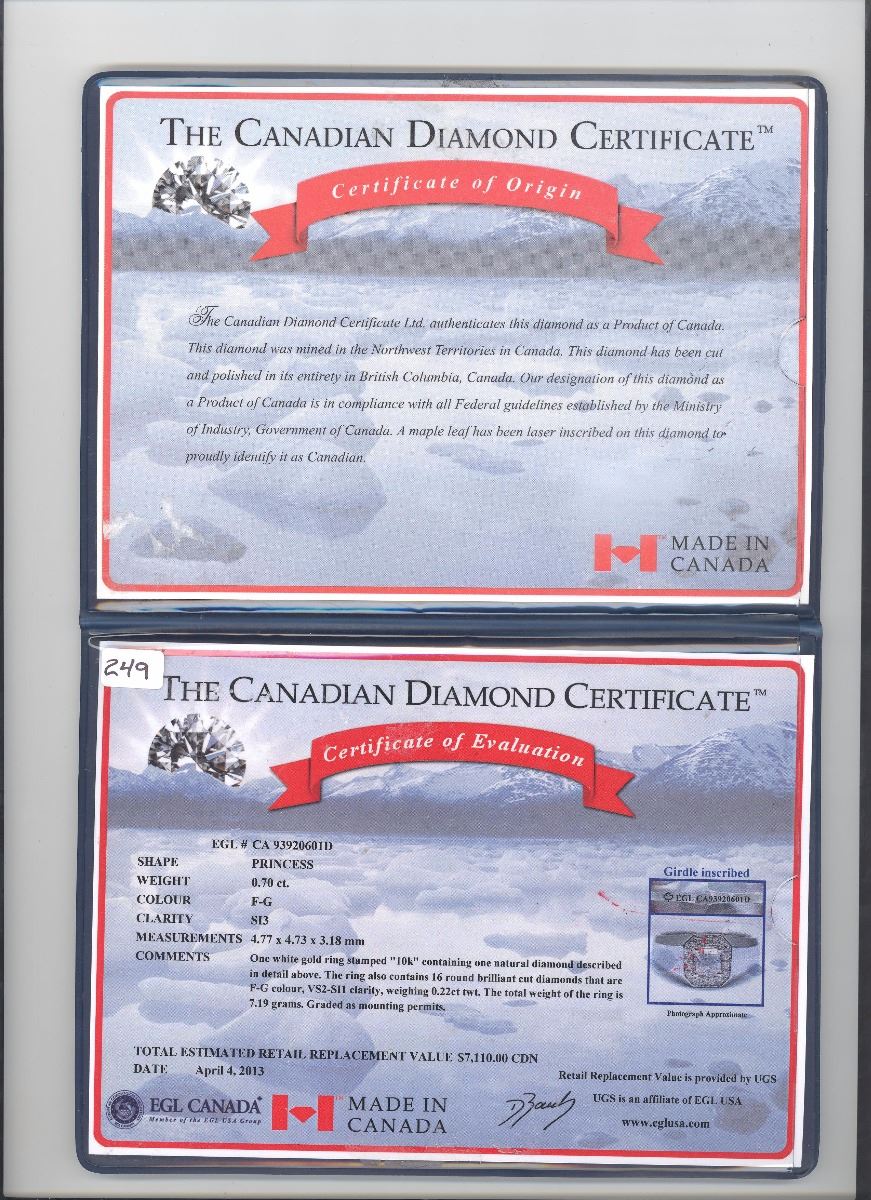 THE CANADIAN DIAMOND CERTIFICATE™
Certificate of Origin
The Canadian Diamond Certificate Ltd. authenticates this diamond as a Product of Canada.
This diamond was mined in the Northwest Territories in Canada. This diamond has been cut
and polished in its entirety in British Columbia, Canada. Our designation of this diamond as
a Product of Canada is in compliance with all Federal guidelines established by the Ministry
of Industry, Government of Canada. A maple leaf has been laser inscribed on this diamond to
proudly identify it as Canadian.
MADE IN
CANADA
249
THE CANADIAN DIAMOND CERTIFICATE™
Certificate of Evaluation
EGL # CA 93920601D
SHAPE PRINCESS
WEIGHT 0.70 ct.
COLOUR F-G
CLARITY SI3
MEASUREMENTS 4.77 x 4.73 x 3.18 mm
COMMENTS One white gold ring stamped "10k" containing one natural diamond described
in detail above. The ring also contains 16 round brilliant cut diamonds that are
F-G colour, VS2-SI1 clarity, weighing 0.22ct twt. The total weight of the ring is
7.19 grams. Graded as mounting permits.
Girdle inscribed
EGL CA93920601D
Photograph Approximate
TOTAL ESTIMATED RETAIL REPLACEMENT VALUE $7,110.00 CDN
DATE April 4, 2013
Retail Replacement Value is provided by UGS
UGS is an affiliate of EGL USA
www.eglusa.com
EGL CANADA
Member of the EGL USA Group
MADE IN
CANADA